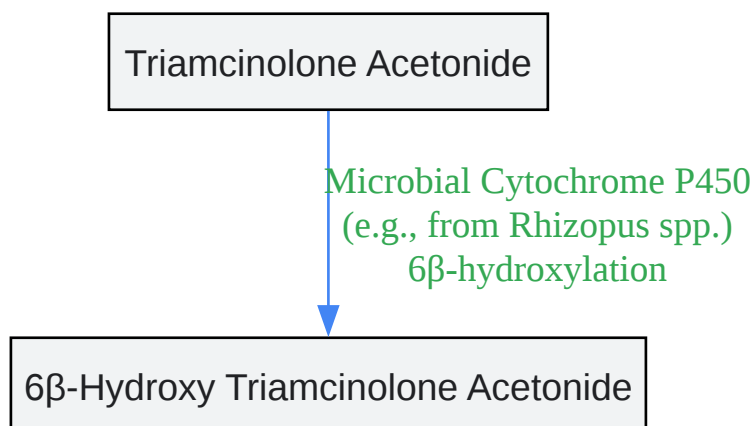 Triamcinolone Acetonide
Microbial Cytochrome P450
(e.g., from Rhizopus spp.)
6β-hydroxylation
6β-Hydroxy Triamcinolone Acetonide